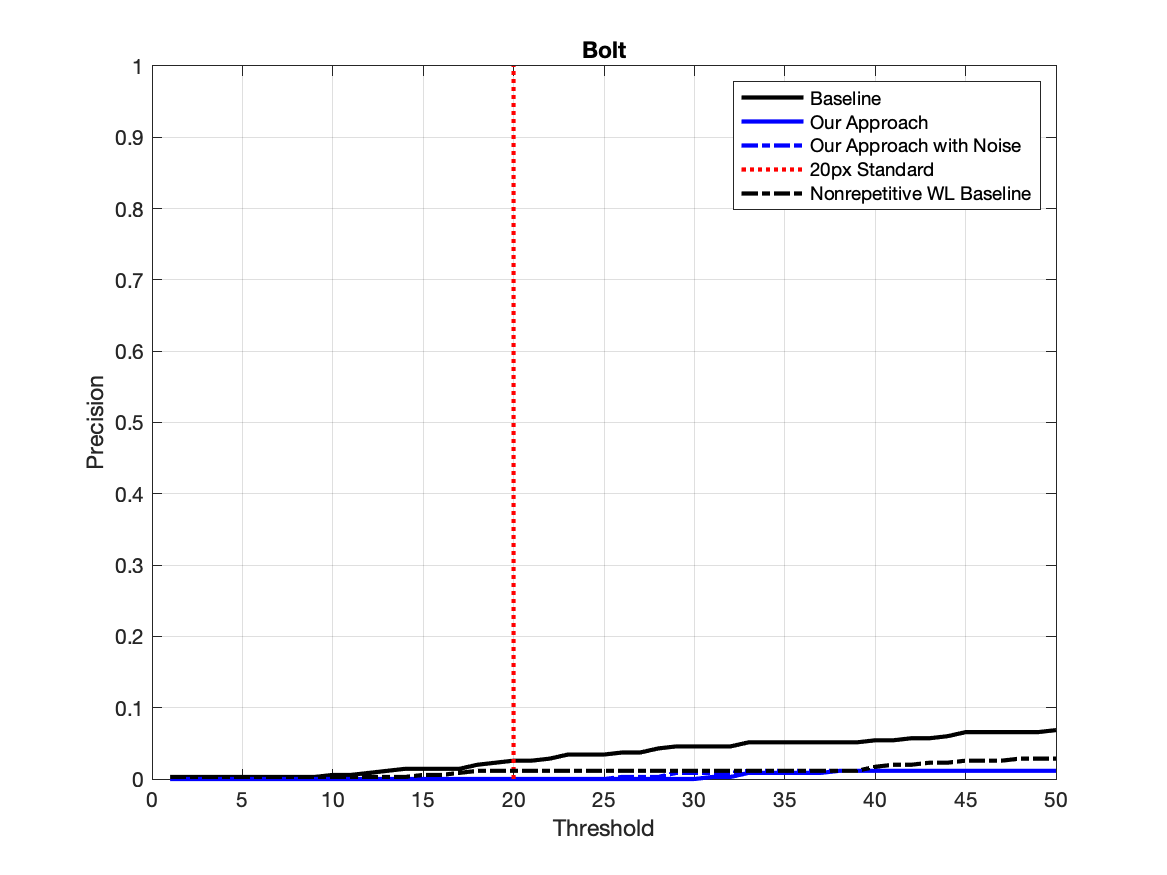 Bolt
1
0.9
0.8
0.7
0.6
0.5
0.4
0.3
0.2
0.1
0
Precision
Baseline
Our Approach
Our Approach with Noise
20px Standard
Nonrepetitive WL Baseline
0 5 10 15 20 25 30 35 40 45 50
Threshold